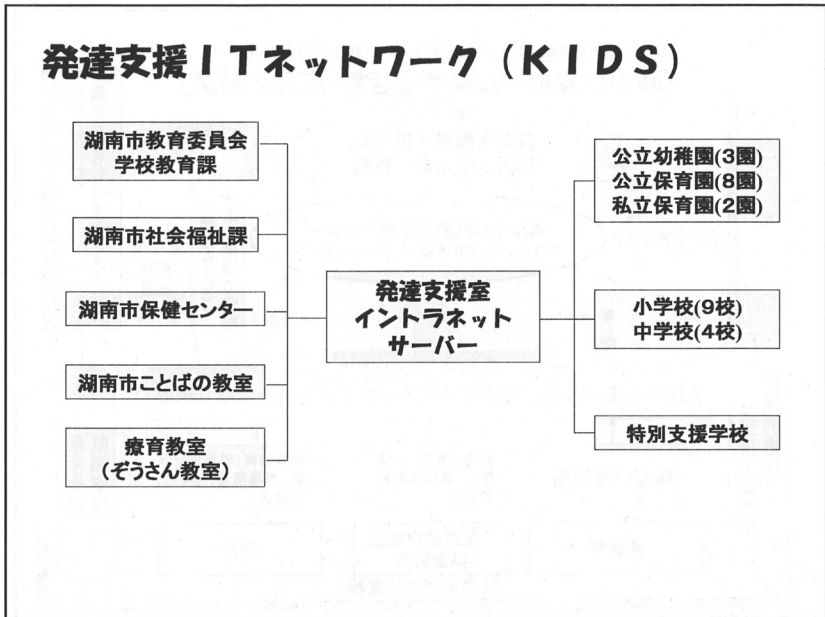 発達支援ITネットワーク（KIDS）
湖南市教育委員会
学校教育課
湖南市社会福祉課
湖南市保健センター
湖南市ことばの教室
療育教室
（ぞうさん教室）
発達支援室
イントラネット
サーバー
公立幼稚園(3園)
公立保育園(8園)
私立保育園(2園)
小学校(9校)
中学校(4校)
特別支援学校